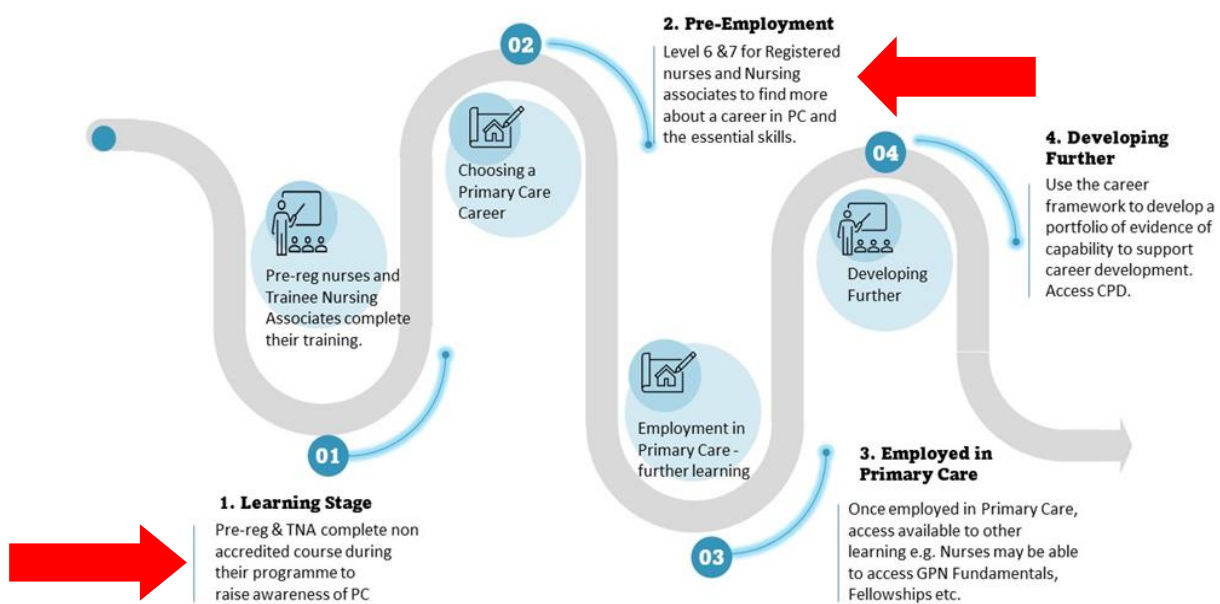 02
2. Pre-Employment
Level 6 &7 for Registered
nurses and Nursing
associates to find more
about a career in PC and
the essential skills.
Choosing a
Primary Care
Career
Pre-reg nurses and
Trainee Nursing
Associates complete
their training.
01
1. Learning Stage
Pre-reg & TNA complete non
accredited course during
their programme to
raise awareness of PC
04
4. Developing
Further
Use the career
framework to develop a
portfolio of evidence of
capability to support
career development.
Access CPD.
Developing
Further
Employment in
Primary Care -
further learning
03
3. Employed in
Primary Care
Once employed in Primary Care,
access available to other
learning e.g. Nurses may be able
to access GPN Fundamentals,
Fellowships etc.